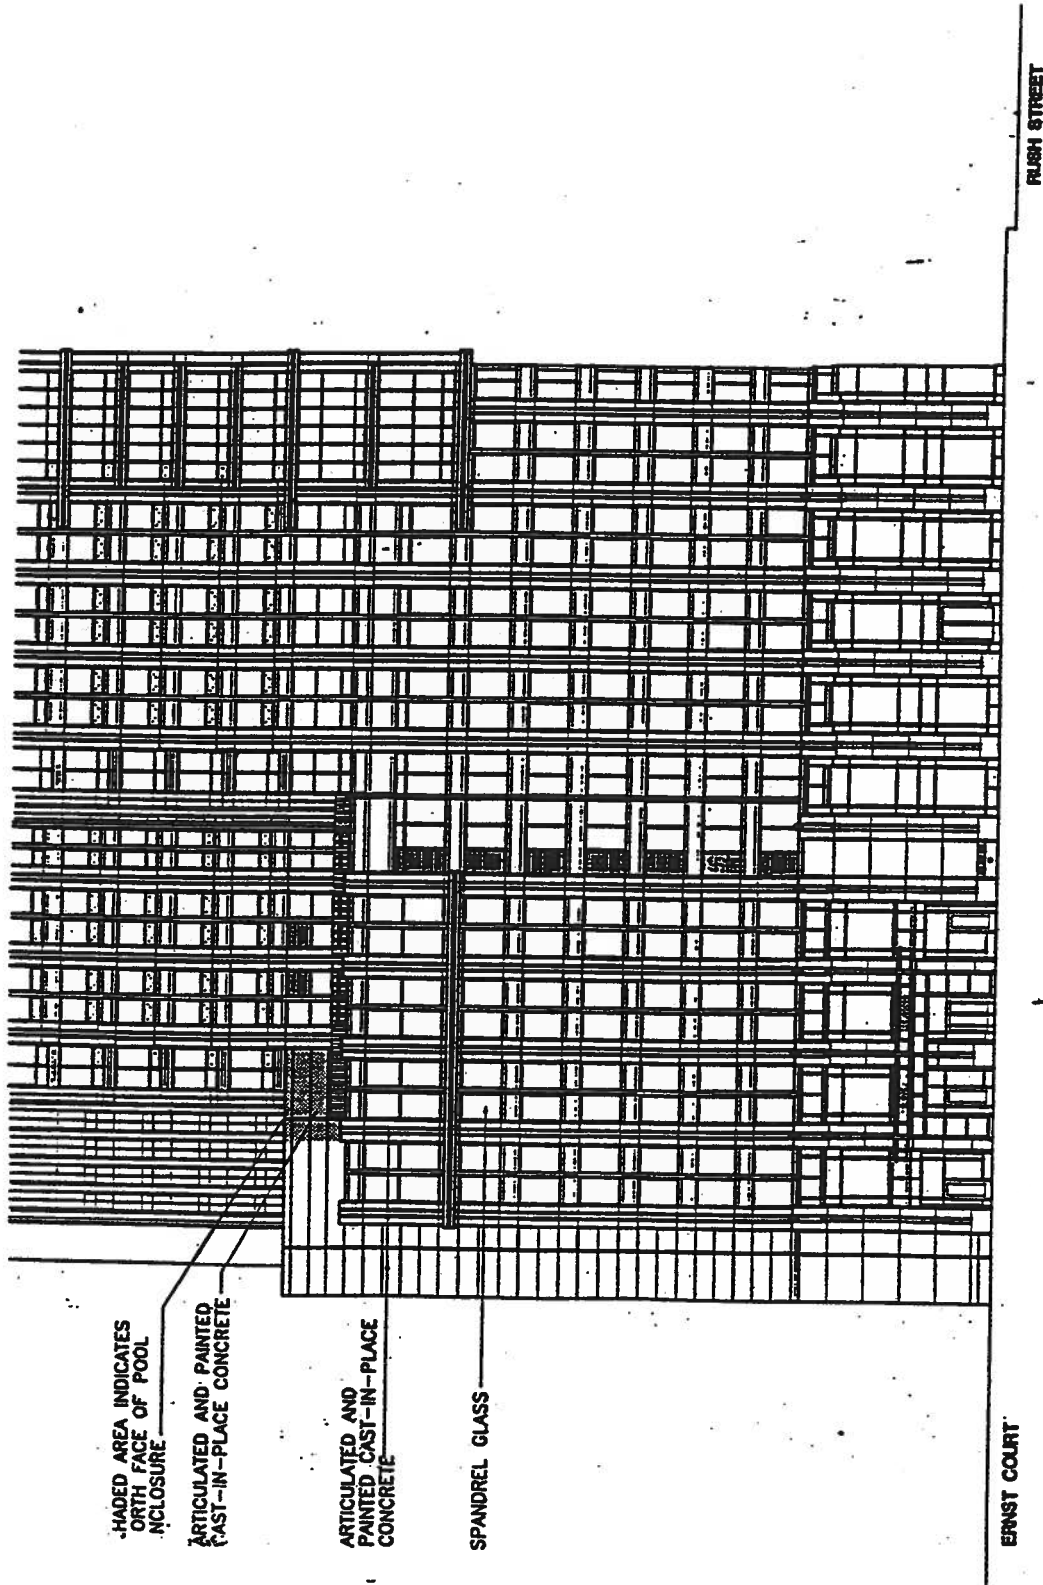 .HADED AREA INDICATES
ORTH FACE OF POOL
NCLOSURE
ARTICULATED AND PAINTED
CAST-IN-PLACE CONCRETE
ARTICULATED AND
PAINTED CAST-IN-PLACE
CONCRETE
SPANDREL GLASS
ERNST COURT
RUSH STREET